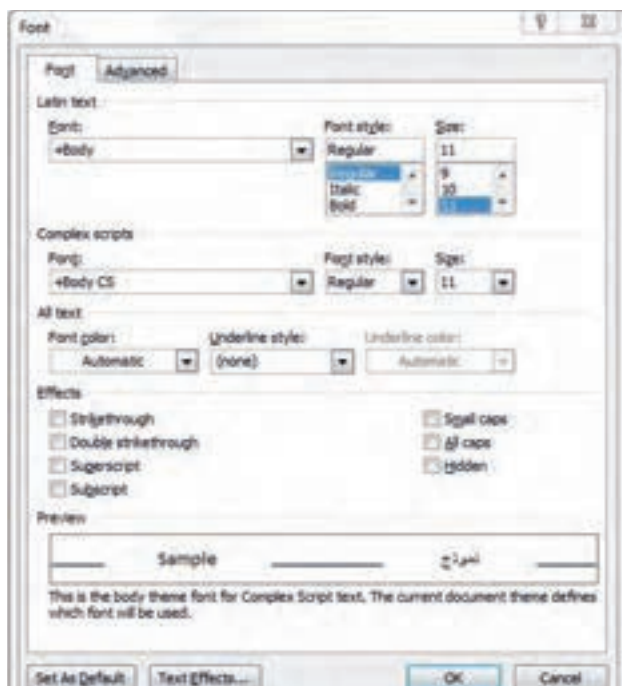 Font
Font Advanced
Latin text
Font: Font style: Size:
+Body Regular 11
Regular 9
Italic 10
Bold 11
Complex scripts
Font: Font style: Size:
+Body CS Regular 11
All text
Font color: Underline style: Underline color:
Automatic (none) Automatic
Effects
Strikethrough Small caps
Double strikethrough All caps
Superscript Hidden
Subscript
Preview
Sample نموذج
This is the body theme font for Complex Script text. The current document theme defines
which font will be used.
Set As Default Text Effects... OK Cancel